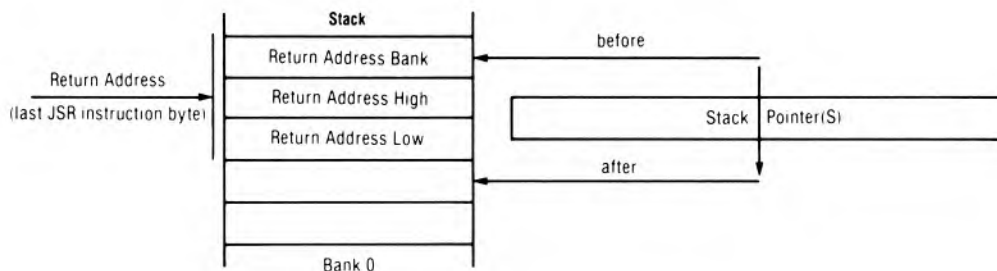 Stack
before
Return Address Bank
Return Address
(last JSR instruction byte)
Return Address High
Stack Pointer(S)
Return Address Low
after
Bank 0